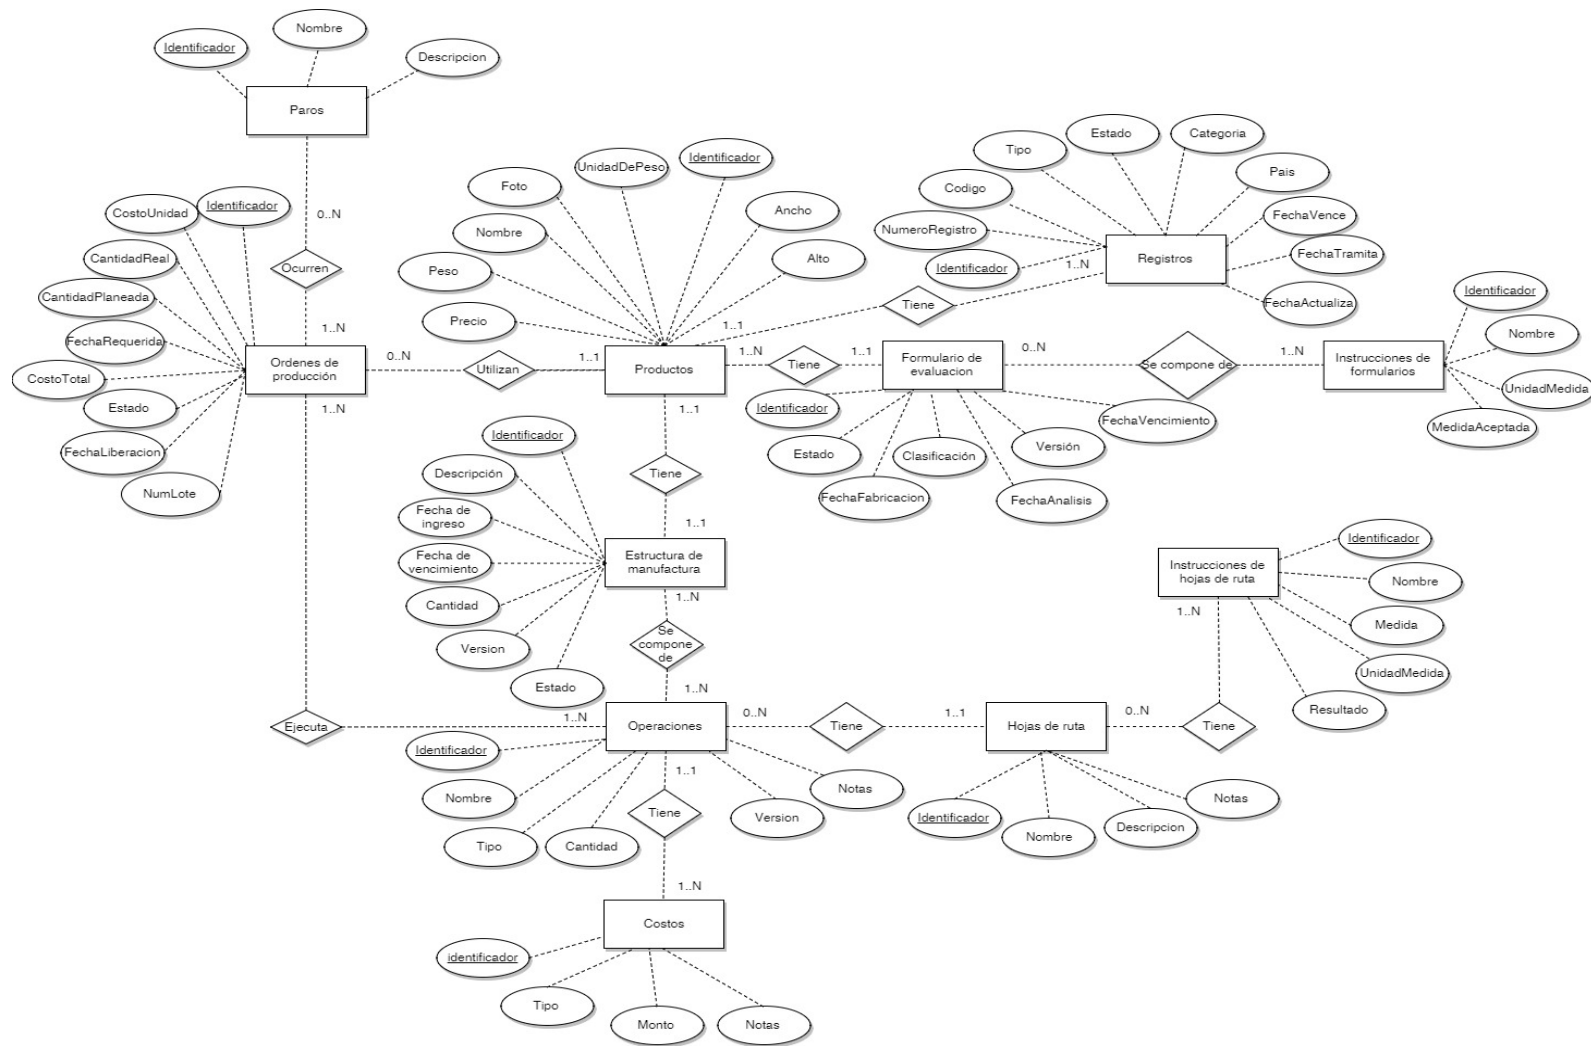 Nombre
Identificador
Descripcion
Paros
0..N
Ocurren
1..N
CostoUnidad
Identificador
CantidadReal
CantidadPlaneada
FechaRequerida
CostoTotal
Estado
FechaLiberacion
NumLote
Ordenes de
producción
0..N
1..N
Utilizan
1..1
Foto
UnidadDePeso
Identificador
Nombre
Ancho
Peso
Alto
Precio
Productos
1..1
1..N
1..1
Tiene
1..N
Tipo
Estado
Categoria
Codigo
Pais
NumeroRegistro
FechaVence
Identificador
FechaTramita
FechaActualiza
Registros
Tiene
1..1
Formulario de
evaluacion
Identificador
Estado
FechaFabricacion
Clasificación
FechaAnalisis
Versión
FechaVencimiento
0..N
Se compone de
1..N
Instrucciones de
formularios
Identificador
Nombre
UnidadMedida
MedidaAceptada
Tiene
1..1
Identificador
Descripción
Fecha de
ingreso
Fecha de
vencimiento
Cantidad
Version
Estado
Estructura de
manufactura
1..N
Se
compone
de
1..N
Ejecuta
1..N
Operaciones
Identificador
Nombre
Tipo
Cantidad
Version
Notas
0..N
Tiene
1..1
Hojas de ruta
Identificador
Nombre
Descripcion
Notas
0..N
Tiene
1..N
Instrucciones de
hojas de ruta
Identificador
Nombre
Medida
UnidadMedida
Resultado
1..1
Tiene
1..N
Costos
identificador
Tipo
Monto
Notas